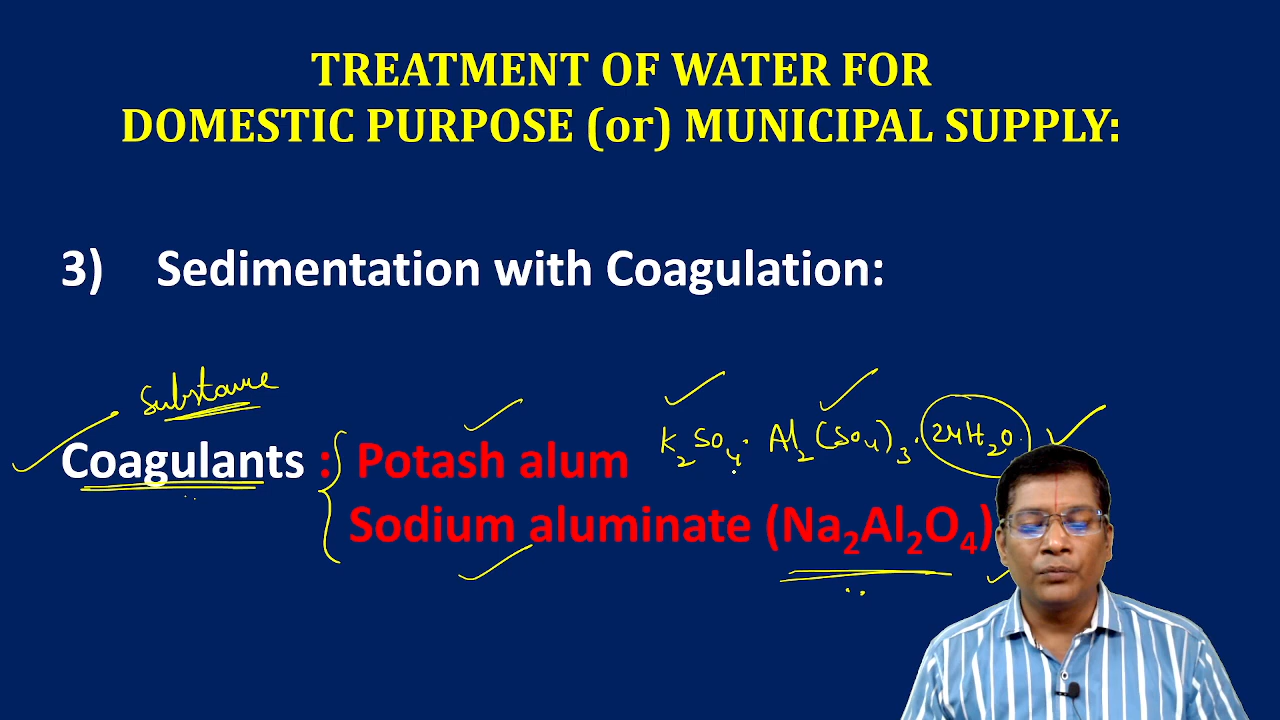 TREATMENT OF WATER FOR
DOMESTIC PURPOSE (or) MUNICIPAL SUPPLY:
3) Sedimentation with Coagulation:
Substance
Coagulants : Potash alum K₂SO₄. Al₂(SO₄)₃. 24H₂O.
Sodium aluminate (Na₂Al₂O₄)